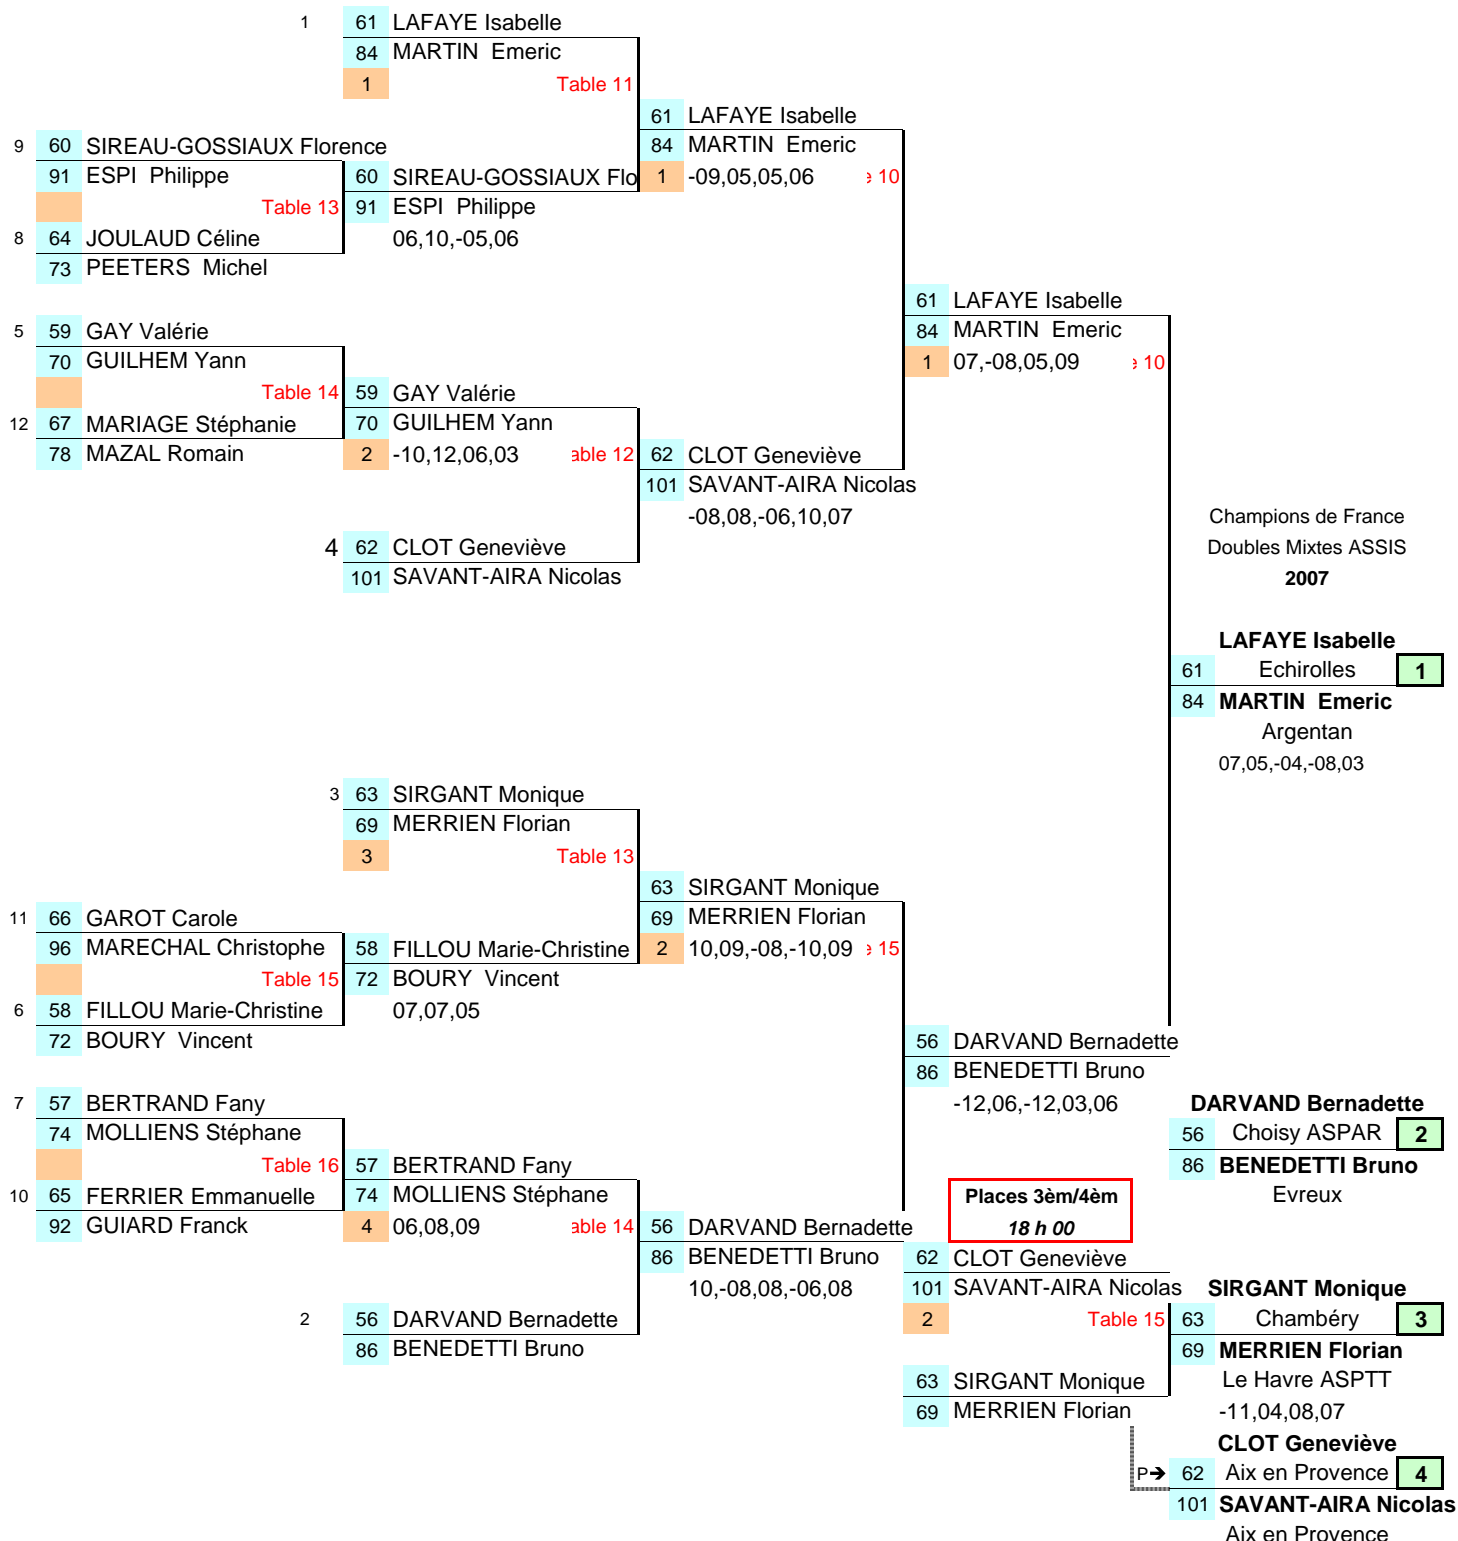 1 61 LAFAYE Isabelle
84 MARTIN Emeric
1 Table 11
61 LAFAYE Isabelle
9 60 SIREAU-GOSSIAUX Florence 84 MARTIN Emeric
91 ESPI Philippe 60 SIREAU-GOSSIAUX Flo 1 -09,05,05,06 10
Table 13 91 ESPI Philippe
8 64 JOULAUD Céline 06,10,-05,06
73 PEETERS Michel
61 LAFAYE Isabelle
5 59 GAY Valérie 84 MARTIN Emeric
70 GUILHEM Yann 1 07,-08,05,09 10
Table 14 59 GAY Valérie
12 67 MARIAGE Stéphanie 70 GUILHEM Yann
78 MAZAL Romain 2 -10,12,06,03 able 12 62 CLOT Geneviève
101 SAVANT-AIRA Nicolas
-08,08,-06,10,07 Champions de France
4 62 CLOT Geneviève Doubles Mixtes ASSIS
101 SAVANT-AIRA Nicolas 2007
LAFAYE Isabelle
61 Echirolles 1
84 MARTIN Emeric
Argentan
07,05,-04,-08,03
3 63 SIRGANT Monique
69 MERRIEN Florian
3 Table 13
63 SIRGANT Monique
11 66 GAROT Carole 69 MERRIEN Florian
96 MARECHAL Christophe 58 FILLOU Marie-Christine 2 10,09,-08,-10,09 15
Table 15 72 BOURY Vincent
6 58 FILLOU Marie-Christine 07,07,05
72 BOURY Vincent 56 DARVAND Bernadette
86 BENEDETTI Bruno
7 57 BERTRAND Fany -12,06,-12,03,06 DARVAND Bernadette
74 MOLLIENS Stéphane 56 Choisy ASPAR 2
Table 16 57 BERTRAND Fany 86 BENEDETTI Bruno
10 65 FERRIER Emmanuelle 74 MOLLIENS Stéphane Places 3èm/4èm Evreux
92 GUIARD Franck 4 06,08,09 able 14 56 DARVAND Bernadette 18 h 00
86 BENEDETTI Bruno 62 CLOT Geneviève
10,-08,08,-06,08 101 SAVANT-AIRA Nicolas SIRGANT Monique
2 56 DARVAND Bernadette 2 Table 15 63 Chambéry 3
86 BENEDETTI Bruno 69 MERRIEN Florian
63 SIRGANT Monique Le Havre ASPTT
69 MERRIEN Florian -11,04,08,07
CLOT Geneviève
P➔ 62 Aix en Provence 4
101 SAVANT-AIRA Nicolas
Aix en Provence